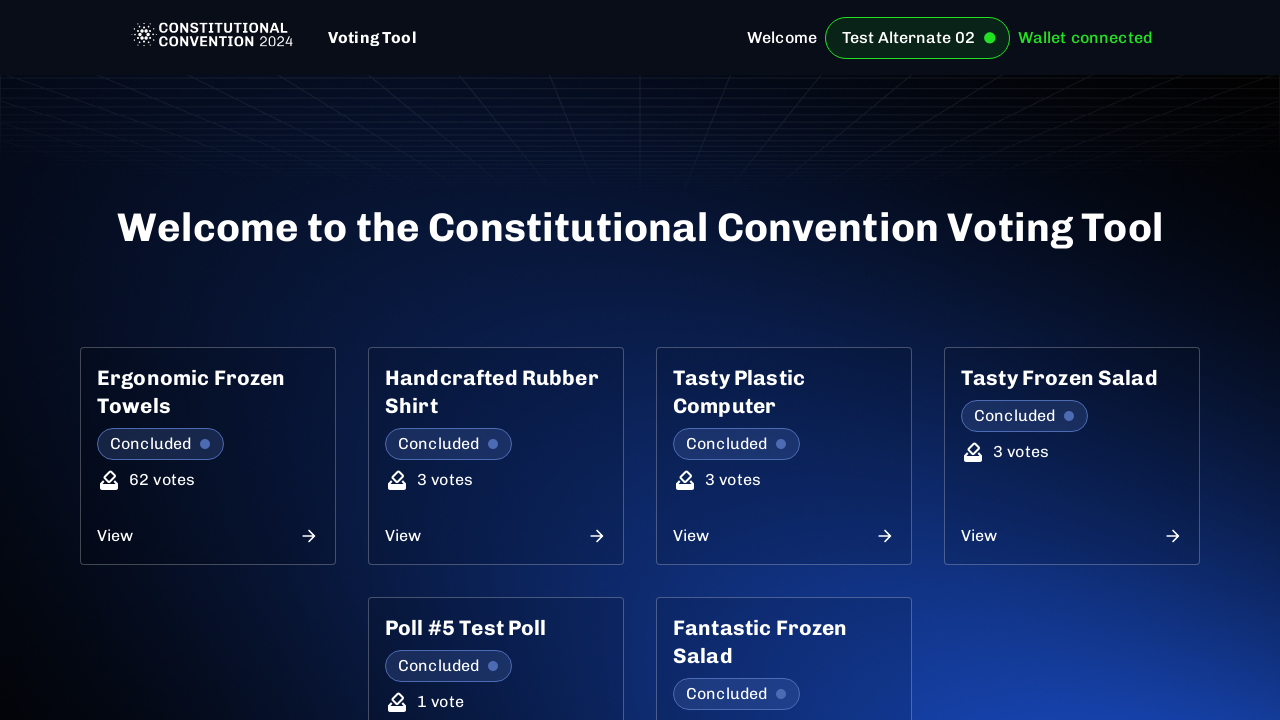 CONSTITUTIONAL
CONVENTION 2024
Voting Tool
Welcome
Test Alternate 02
Wallet connected
Welcome to the Constitutional Convention Voting Tool
Ergonomic Frozen
Towels
Concluded
62 votes
View
Handcrafted Rubber
Shirt
Concluded
3 votes
View
Tasty Plastic
Computer
Concluded
3 votes
View
Tasty Frozen Salad
Concluded
3 votes
View
Poll #5 Test Poll
Concluded
1 vote
Fantastic Frozen
Salad
Concluded